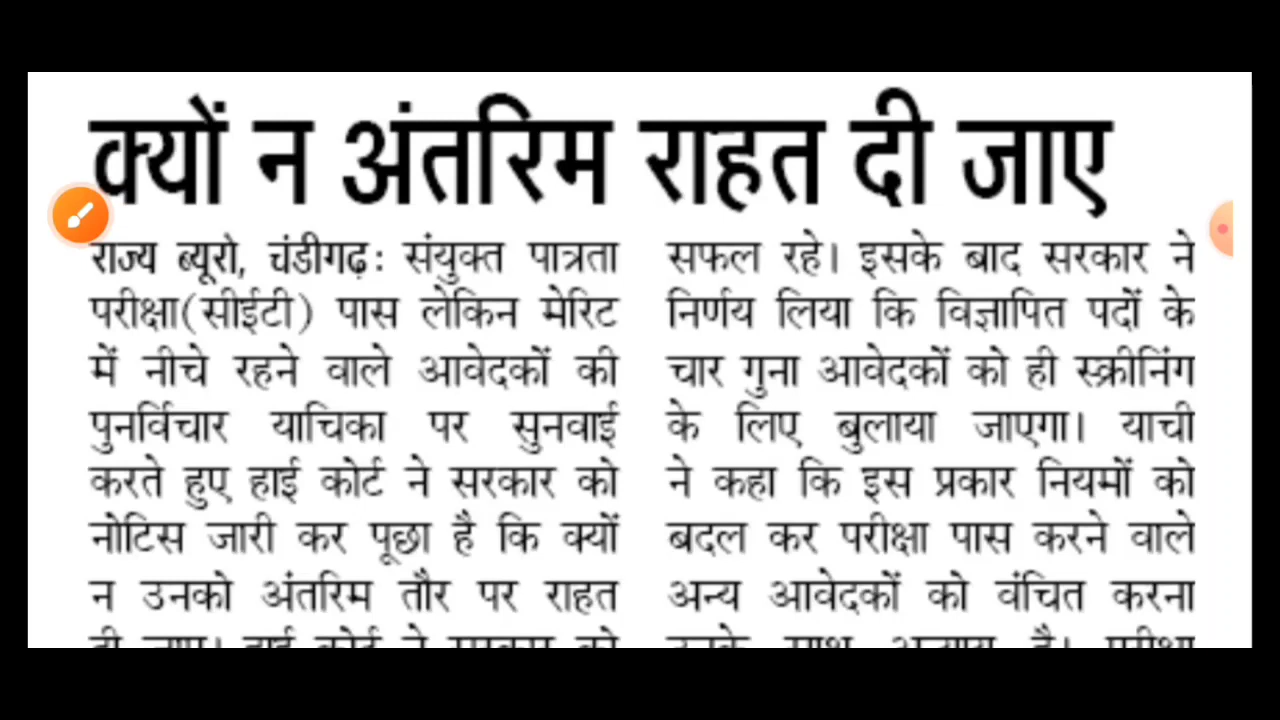 क्यों न अंतरिम राहत दी जाए
राज्य ब्यूरो, चंडीगढ़ः संयुक्त पात्रता
परीक्षा(सीईटी) पास लेकिन मेरिट
में नीचे रहने वाले आवेदकों की
पुनर्विचार याचिका पर सुनवाई
करते हुए हाई कोर्ट ने सरकार को
नोटिस जारी कर पूछा है कि क्यों
न उनको अंतरिम तौर पर राहत
सफल रहे। इसके बाद सरकार ने
निर्णय लिया कि विज्ञापित पदों के
चार गुना आवेदकों को ही स्क्रीनिंग
के लिए बुलाया जाएगा। याची
ने कहा कि इस प्रकार नियमों को
बदल कर परीक्षा पास करने वाले
अन्य आवेदकों को वंचित करना